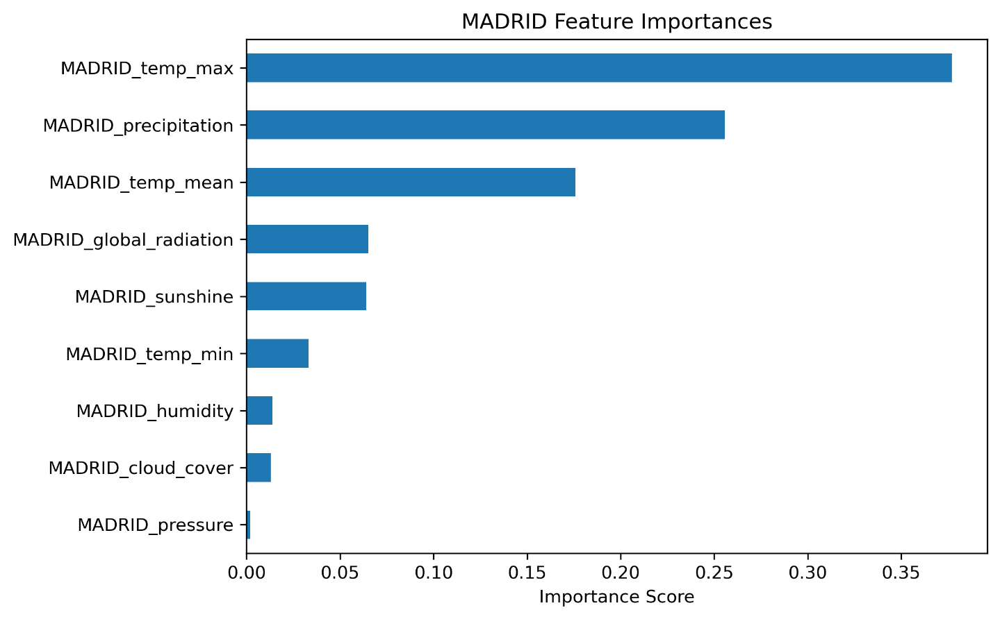 MADRID Feature Importances
MADRID_temp_max
MADRID_precipitation
MADRID_temp_mean
MADRID_global_radiation
MADRID_sunshine
MADRID_temp_min
MADRID_humidity
MADRID_cloud_cover
MADRID_pressure
0.00 0.05 0.10 0.15 0.20 0.25 0.30 0.35
Importance Score